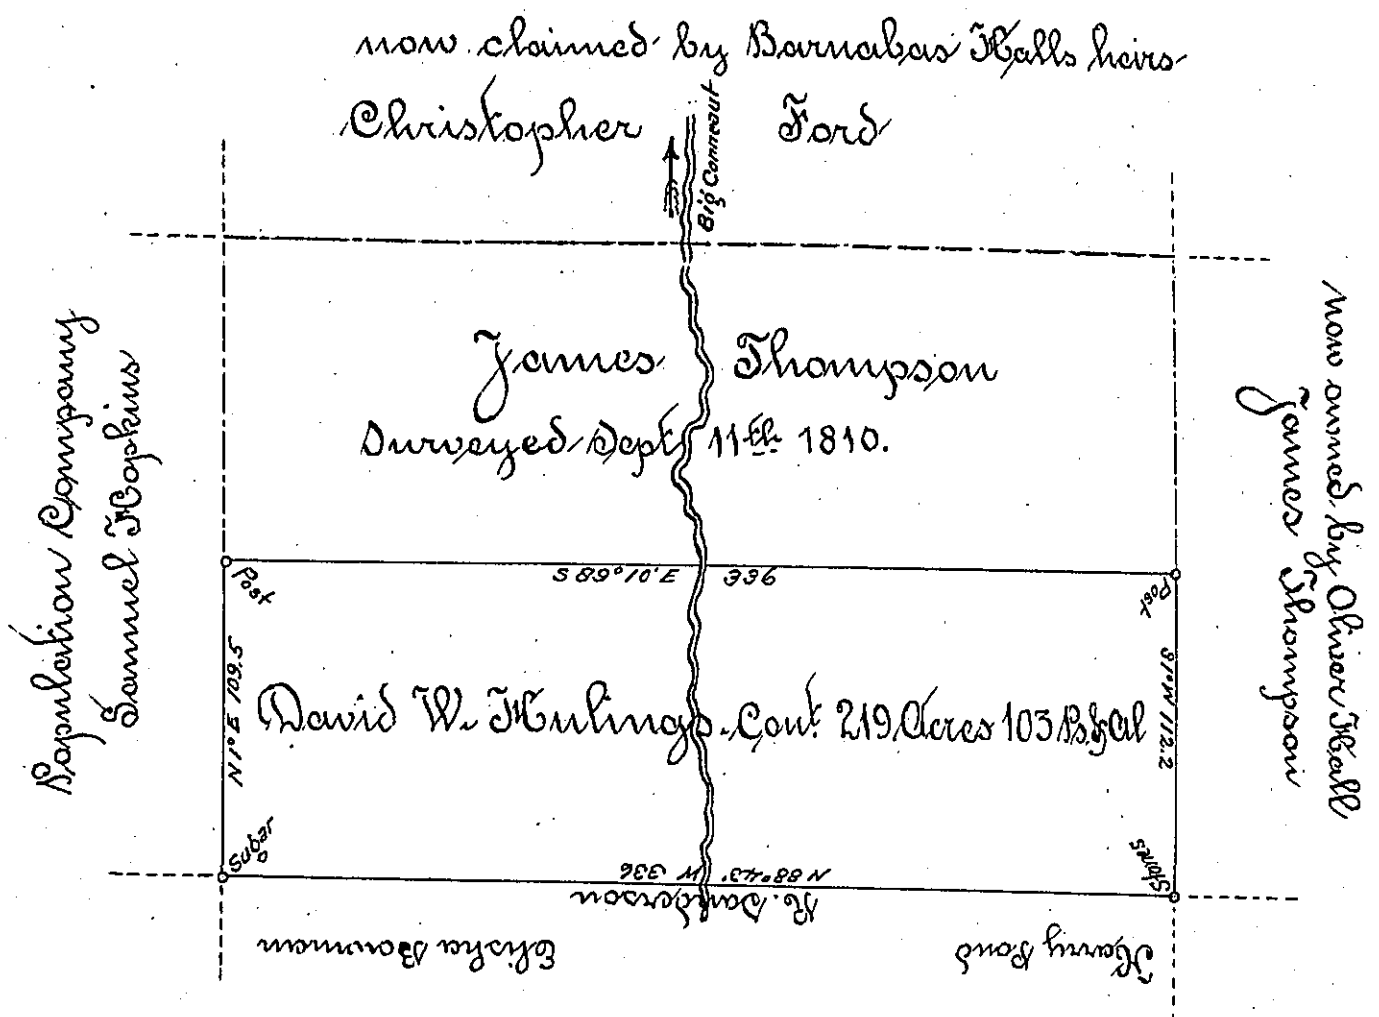 now claimed by Barnabas Halls heirs
Christopher Ford
Big Conneaut
James Thompson
Surveyed Sept 11th 1810.
Population Company
Samuel Hopkins
now owned by Oliver Hall
James Thompson
Post
S 89° 10' E 336
Post
N 1° E 109.5
David W. Hulings. Cont. 219 Acres 103 Ps. & Al
S 1° W 112.2
Sugar
N 88° 43' W 336
Stones
R. Sanderson
Elisha Bowman
Harry Pond